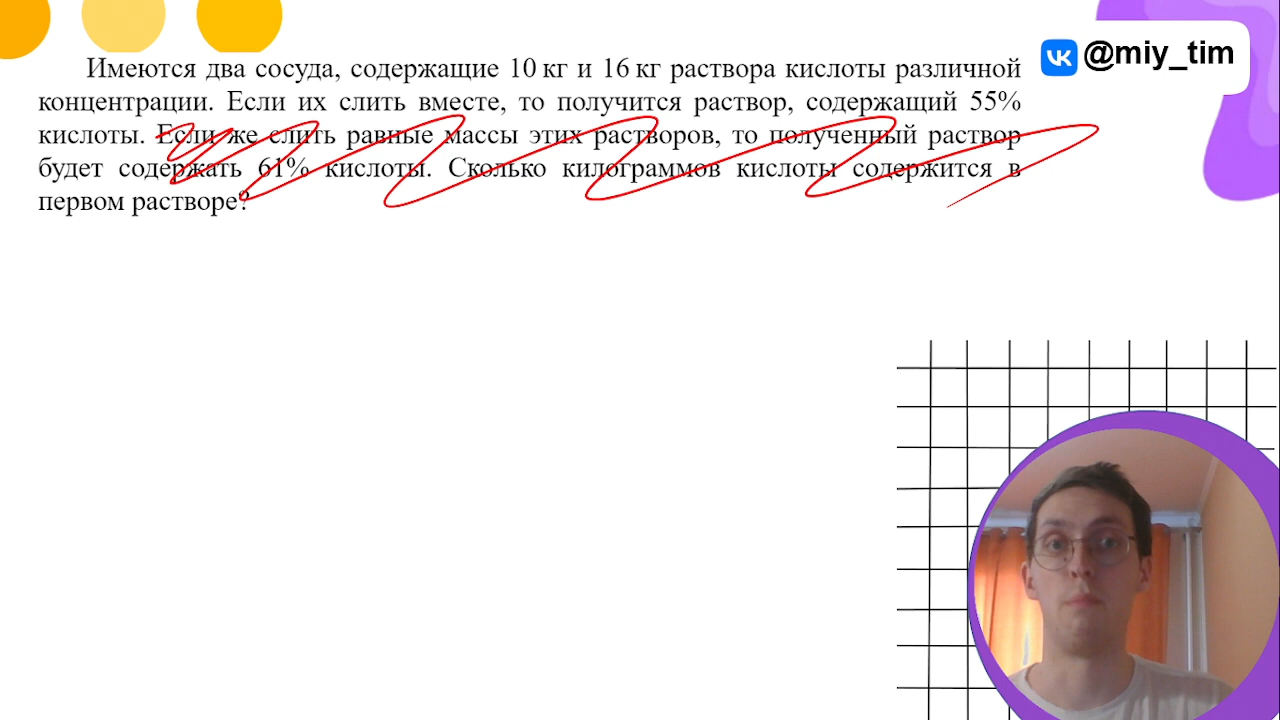 Имеются два сосуда, содержащие 10 кг и 16 кг раствора кислоты различной
концентрации. Если их слить вместе, то получится раствор, содержащий 55%
кислоты. Если же слить равные массы этих растворов, то полученный раствор
будет содержать 61% кислоты. Сколько килограммов кислоты содержится в
первом растворе?
@miy_tim